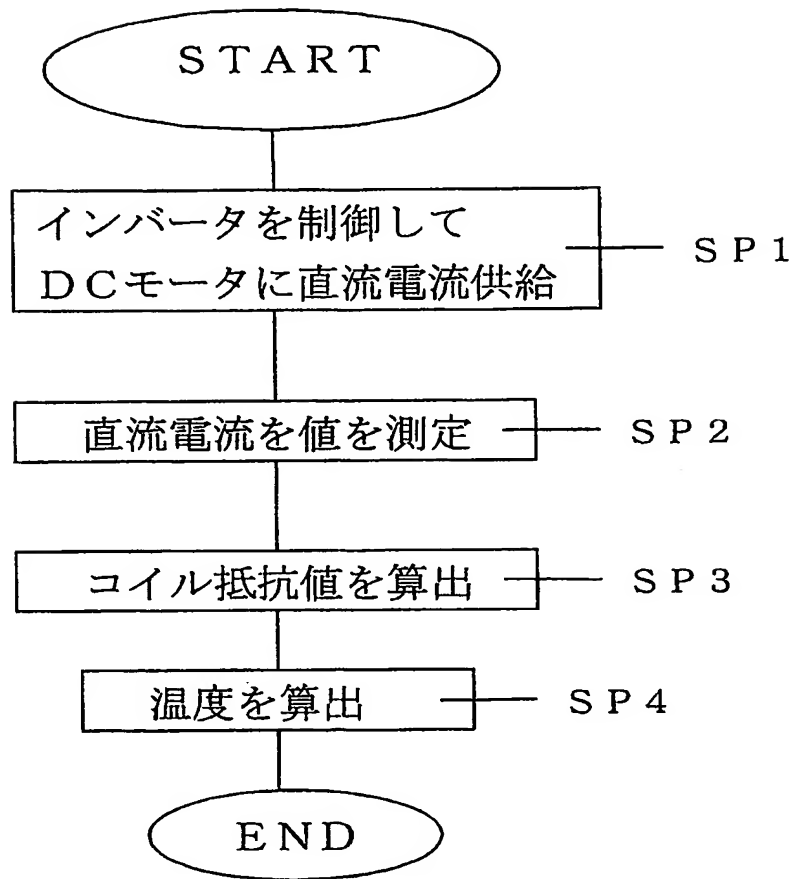 ＳＴＡＲＴ
インバータを制御して
ＤＣモータに直流電流供給
ＳＰ１
直流電流を値を測定
ＳＰ２
コイル抵抗値を算出
ＳＰ３
温度を算出
ＳＰ４
ＥＮＤ